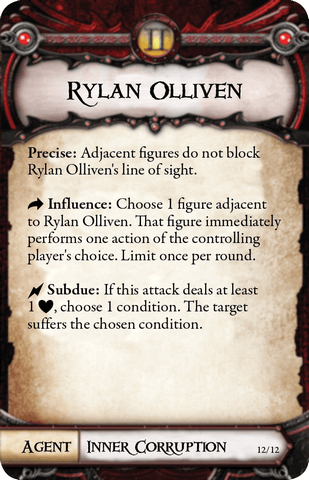 III
Rylan Olliven
Precise: Adjacent figures do not block
Rylan Olliven's line of sight.
Influence: Choose 1 figure adjacent
to Rylan Olliven. That figure immediately
performs one action of the controlling
player's choice. Limit once per round.
Subdue: If this attack deals at least
1 , choose 1 condition. The target
suffers the chosen condition.
Agent Inner Corruption 12/12